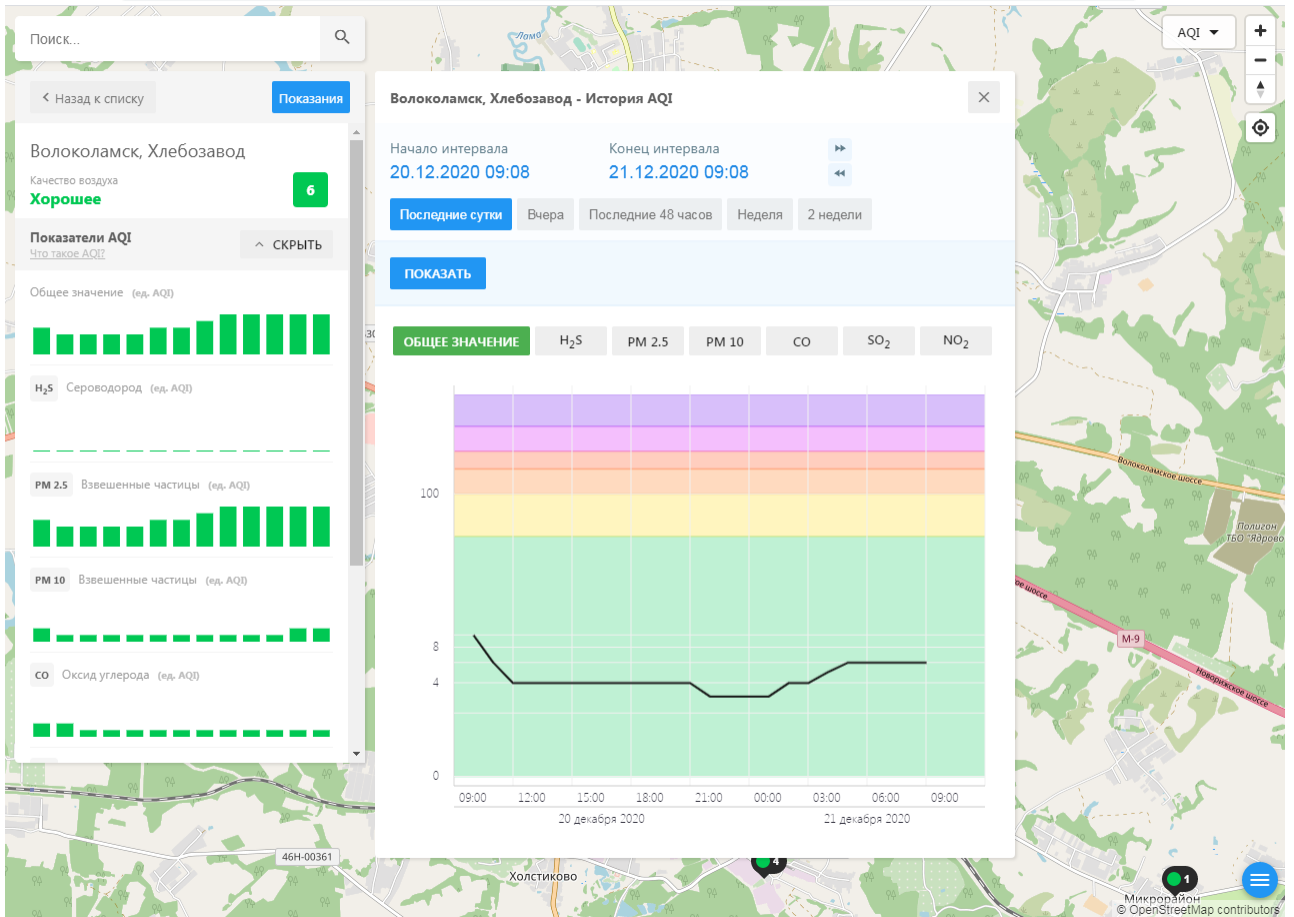 Поиск...
AQI
Ломо
Назад к списку
Показания
Волоколамск, Хлебозавод
Качество воздуха
Хорошее
6
Показатели AQI
Что такое AQI?
СКРЫТЬ
Общее значение (ед. AQI)
H2S Сероводород (ед. AQI)
PM 2.5 Взвешенные частицы (ед. AQI)
PM 10 Взвешенные частицы (ед. AQI)
CO Оксид углерода (ед. AQI)
Волоколамск, Хлебозавод - История AQI
Начало интервала
Конец интервала
20.12.2020 09:08
21.12.2020 09:08
Последние сутки
Вчера
Последние 48 часов
Неделя
2 недели
ПОКАЗАТЬ
ОБЩЕЕ ЗНАЧЕНИЕ
H2S
PM 2.5
PM 10
CO
SO2
NO2
100
8
4
0
09:00 12:00 15:00 18:00 21:00 00:00 03:00 06:00 09:00
20 декабря 2020 21 декабря 2020
Волоколамское шоссе
Полигон
ТБО "Ядрово
М-9
Новорижское шоссе
46Н-00361
Холстиково
4
1
Микрорайон
© OpenStreetMap contributors